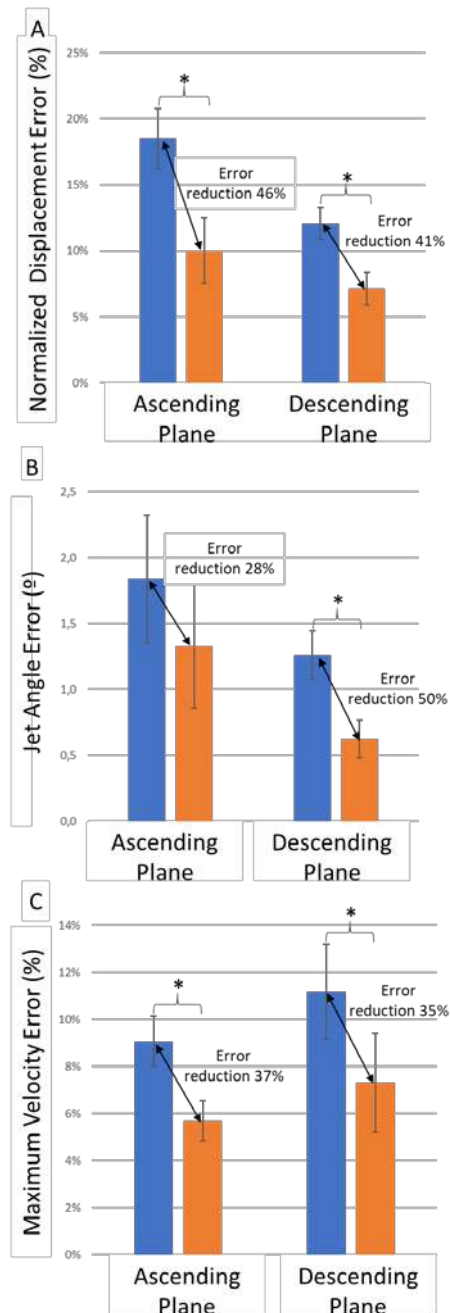 A
Normalized Displacement Error (%)
25%
20%
15%
10%
5%
0%
*
Error
reduction 46%
*
Error
reduction 41%
Ascending
Plane
Descending
Plane
B
Jet Angle Error (º)
2,5
2,0
1,5
1,0
0,5
0,0
Error
reduction 28%
*
Error
reduction 50%
Ascending
Plane
Descending
Plane
C
Maximum Velocity Error (%)
14%
12%
10%
8%
6%
4%
2%
0%
*
Error
reduction 37%
*
Error
reduction 35%
Ascending
Plane
Descending
Plane